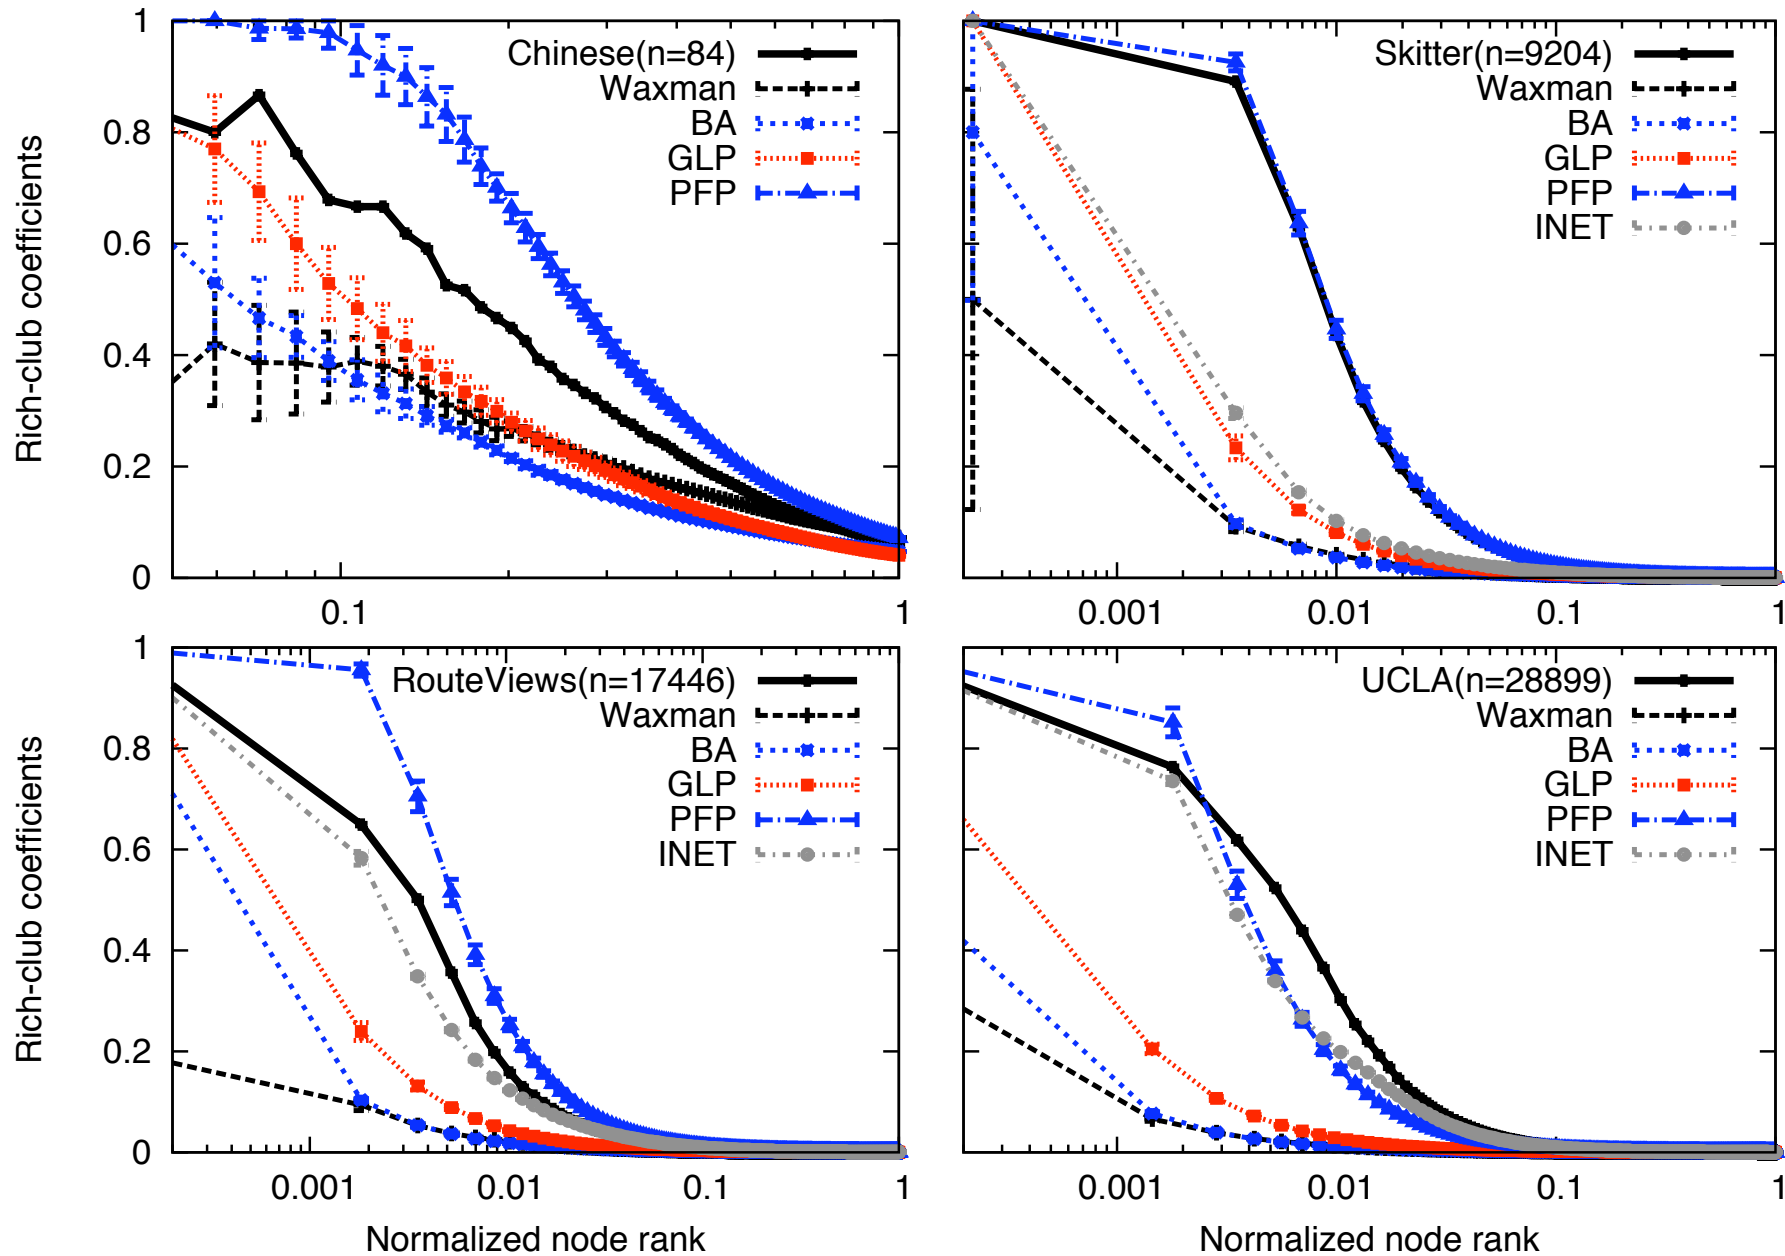 Rich-club coefficients
1
0.8
0.6
0.4
0.2
0
0.1
1
Chinese(n=84)
Waxman
BA
GLP
PFP
0.001
0.01
0.1
1
Skitter(n=9204)
Waxman
BA
GLP
PFP
INET
Rich-club coefficients
1
0.8
0.6
0.4
0.2
0
0.001
0.01
0.1
1
Normalized node rank
RouteViews(n=17446)
Waxman
BA
GLP
PFP
INET
0.001
0.01
0.1
1
Normalized node rank
UCLA(n=28899)
Waxman
BA
GLP
PFP
INET